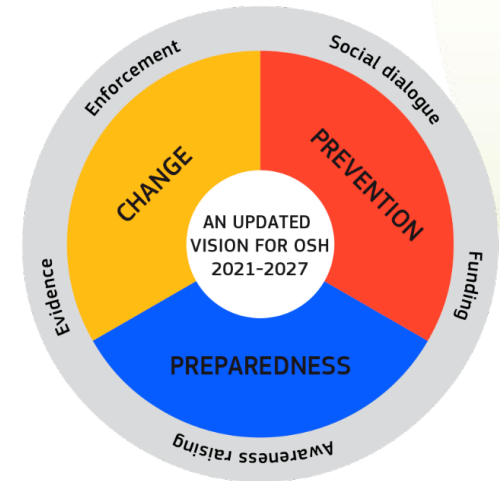 Enforcement
Social dialogue
CHANGE
PREVENTION
AN UPDATED
VISION FOR OSH
2021-2027
Evidence
Funding
PREPAREDNESS
Awareness raising